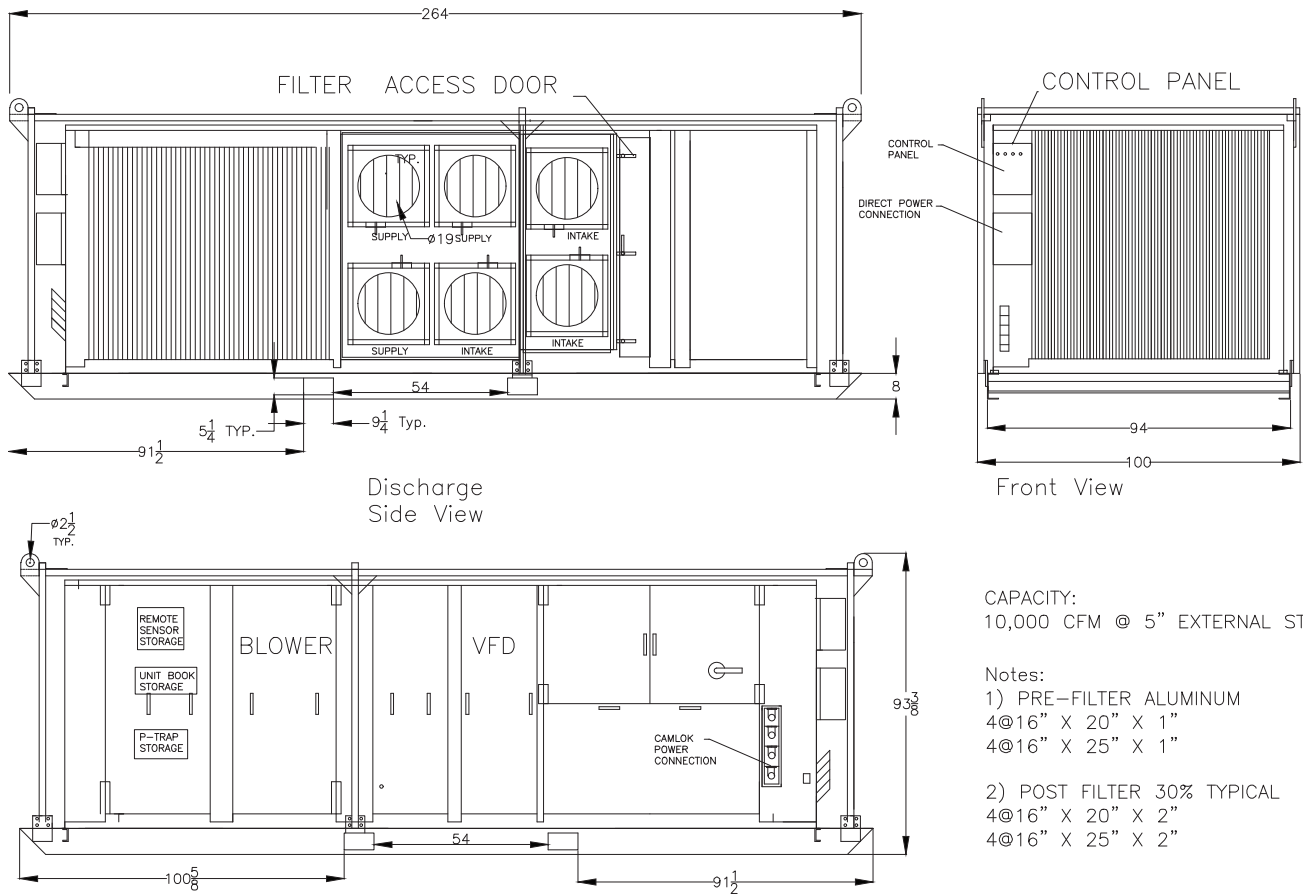 264
FILTER ACCESS DOOR
CONTROL PANEL
TYP.
CONTROL
PANEL
DIRECT POWER
CONNECTION
SUPPLY
ø19
SUPPLY
INTAKE
SUPPLY
INTAKE
INTAKE
54
8
5 1/4 TYP.
9 1/4 Typ.
91 1/2
94
100
Discharge
Side View
Front View
ø2 1/2
TYP.
REMOTE
SENSOR
STORAGE
BLOWER
VFD
UNIT BOOK
STORAGE
P-TRAP
STORAGE
CAMLOK
POWER
CONNECTION
93 3/8
54
100 5/8
91 1/2
CAPACITY:
10,000 CFM @ 5" EXTERNAL ST
Notes:
1) PRE-FILTER ALUMINUM
4@16" X 20" X 1"
4@16" X 25" X 1"
2) POST FILTER 30% TYPICAL
4@16" X 20" X 2"
4@16" X 25" X 2"